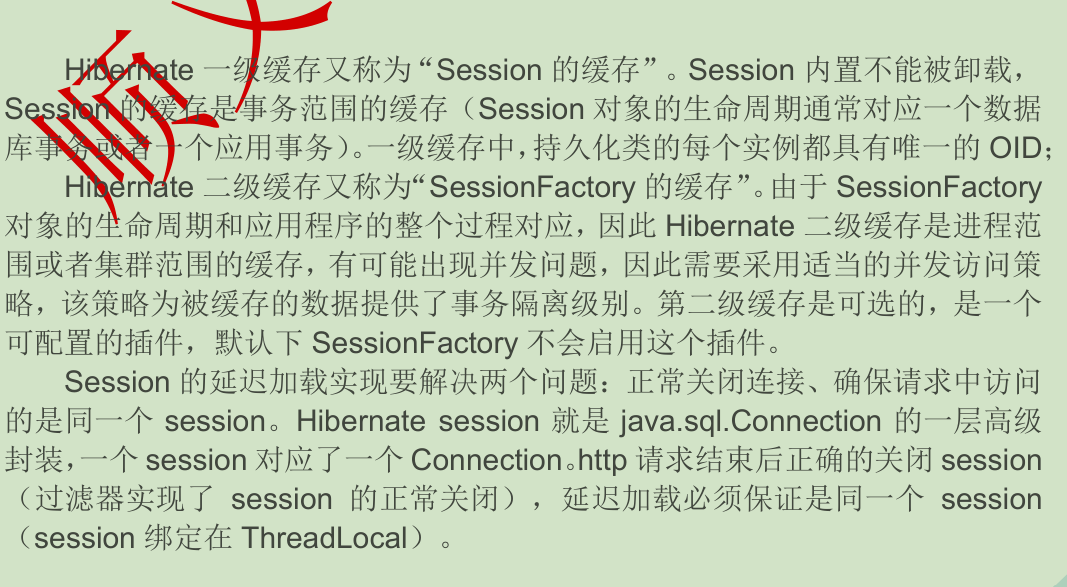 Hibernate 一级缓存又称为“Session 的缓存”。Session 内置不能被卸载，
Session 的缓存是事务范围的缓存（Session 对象的生命周期通常对应一个数据
库事务或者一个应用事务）。一级缓存中，持久化类的每个实例都具有唯一的 OID；
Hibernate 二级缓存又称为“SessionFactory 的缓存”。由于 SessionFactory
对象的生命周期和应用程序的整个过程对应，因此 Hibernate 二级缓存是进程范
围或者集群范围的缓存，有可能出现并发问题，因此需要采用适当的并发访问策
略，该策略为被缓存的数据提供了事务隔离级别。第二级缓存是可选的，是一个
可配置的插件，默认下 SessionFactory 不会启用这个插件。
Session 的延迟加载实现要解决两个问题：正常关闭连接、确保请求中访问
的是同一个 session。Hibernate session 就是 java.sql.Connection 的一层高级
封装，一个 session 对应了一个 Connection。http 请求结束后正确的关闭 session
（过滤器实现了 session 的正常关闭），延迟加载必须保证是同一个 session
（session 绑定在 ThreadLocal）。